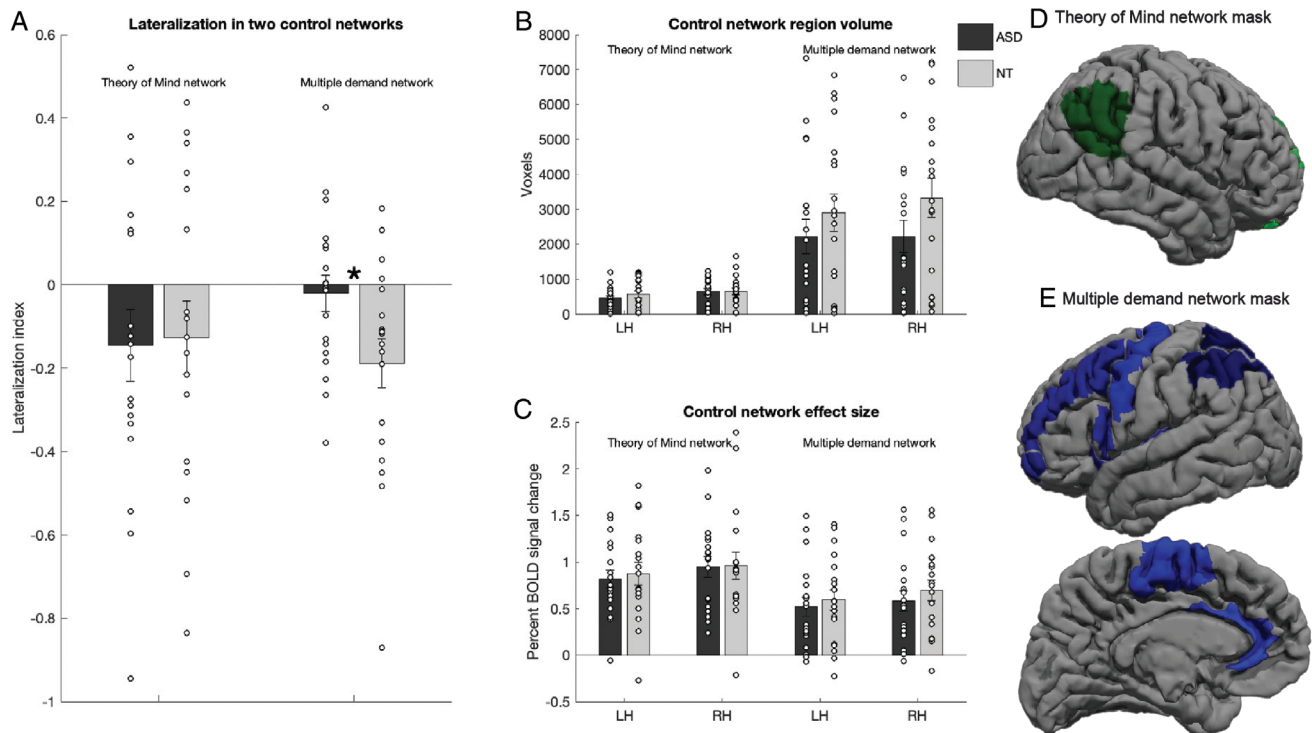 A
Lateralization in two control networks
0.6
0.4
0.2
0
-0.2
-0.4
-0.6
-0.8
-1
Lateralization index
Theory of Mind network
Multiple demand network
*
B
Control network region volume
8000
7000
6000
5000
4000
3000
2000
1000
0
Voxels
Theory of Mind network
Multiple demand network
LH
RH
LH
RH
ASD
NT
C
Control network effect size
2.5
2
1.5
1
0.5
0
-0.5
Percent BOLD signal change
Theory of Mind network
Multiple demand network
LH
RH
LH
RH
D
Theory of Mind network mask
E
Multiple demand network mask